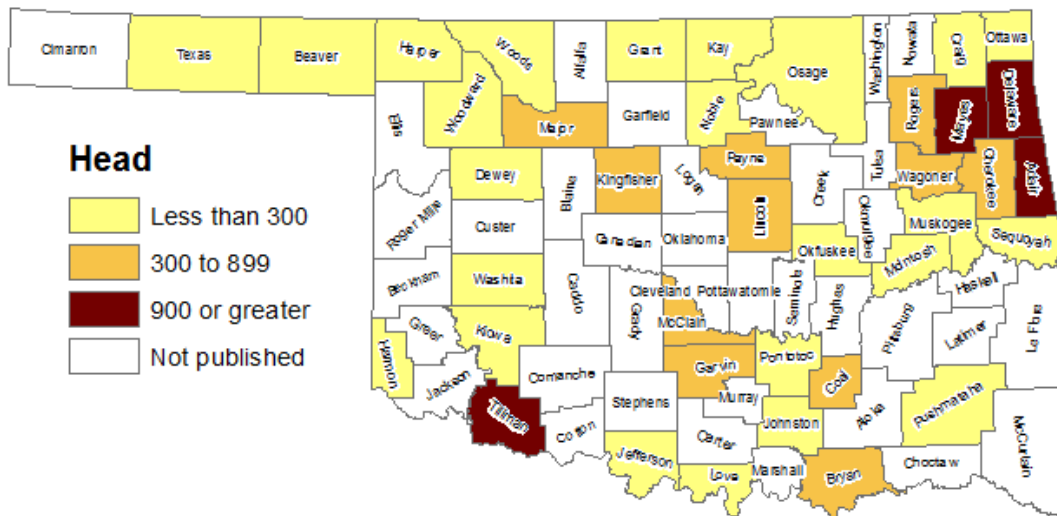 Cimarron
Texas
Beaver
Harper
Woods
Alfalfa
Grant
Kay
Osage
Washington
Nowata
Craig
Ottawa
Delaware
Ellis
Woodward
Major
Garfield
Noble
Pawnee
Rogers
Mayes
Head
Less than 300
300 to 899
900 or greater
Not published
Roger Mills
Dewey
Blaine
Kingfisher
Logan
Payne
Creek
Tulsa
Wagoner
Cherokee
Adair
Custer
Canadian
Oklahoma
Lincoln
Okfuskee
Okmulgee
Muskogee
Sequoyah
McIntosh
Beckham
Washita
Caddo
Grady
Cleveland
McClain
Pottawatomie
Seminole
Hughes
Pittsburg
Haskell
Latimer
Le Flore
Harmon
Greer
Kiowa
Jackson
Comanche
Tillman
Cotton
Stephens
Garvin
Murray
Pontotoc
Coal
Atoka
Pushmataha
McCurtain
Jefferson
Carter
Johnston
Love
Marshall
Bryan
Choctaw